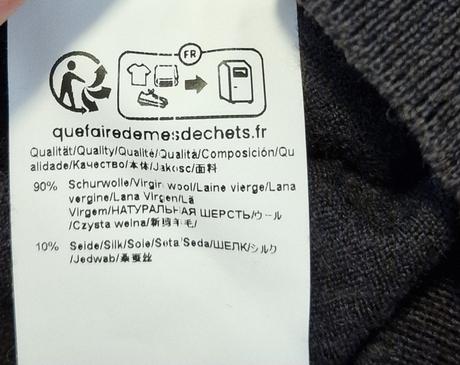 FR
quefairedemesdechets.fr
Qualität/Quality/Qualité/Qualità/Composición/Qu
alidade/Качество/本体/Jakość/面料
90% Schurwolle/Virgin wool/Laine vierge/Lana
vergine/Lana Virgen/Lã
Virgem/НАТУРАЛЬНАЯ ШЕРСТЬ/ウール
/Czysta wełna/新羊毛/
10% Seide/Silk/Soie/Seta/Seda/ШЕЛК/シルク
/Jedwab/桑蚕丝